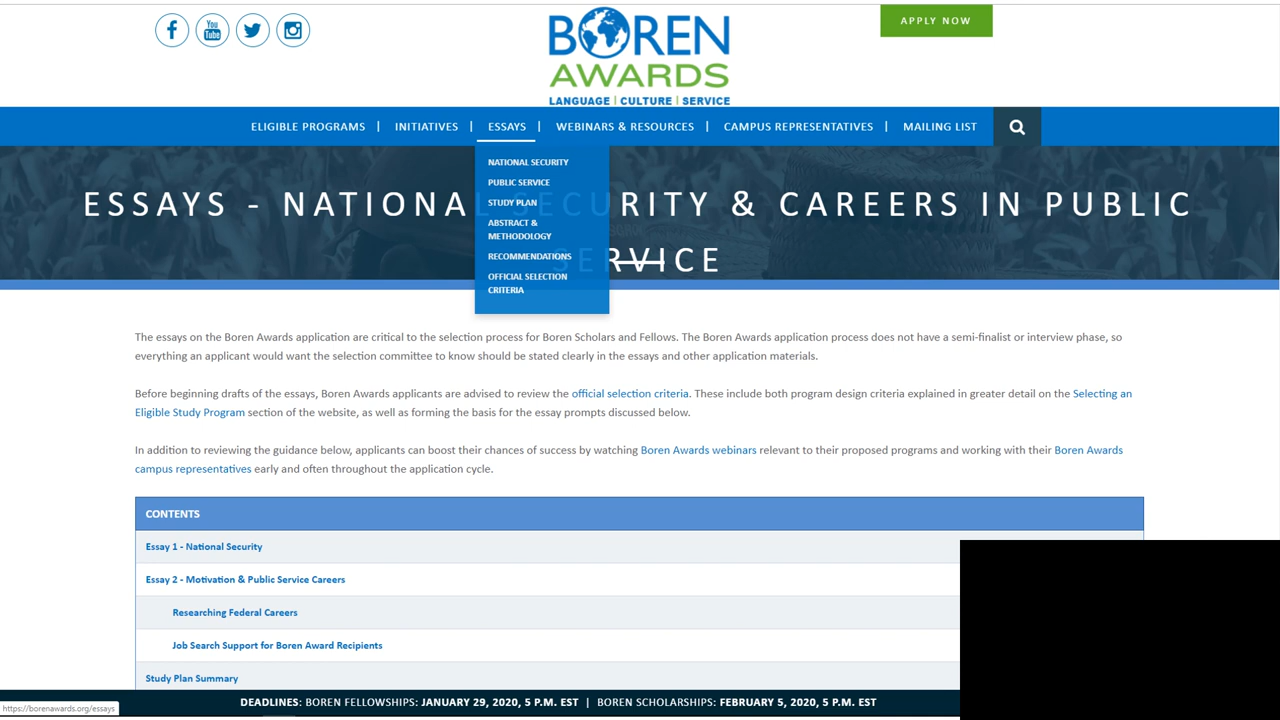 You Tube
BOREN
AWARDS
LANGUAGE | CULTURE | SERVICE
APPLY NOW
ELIGIBLE PROGRAMS | INITIATIVES | ESSAYS | WEBINARS & RESOURCES | CAMPUS REPRESENTATIVES | MAILING LIST
NATIONAL SECURITY
PUBLIC SERVICE
STUDY PLAN
ABSTRACT &
METHODOLOGY
RECOMMENDATIONS
OFFICIAL SELECTION
CRITERIA
ESSAYS - NATIONAL SECURITY & CAREERS IN PUBLIC
SERVICE
The essays on the Boren Awards application are critical to the selection process for Boren Scholars and Fellows. The Boren Awards application process does not have a semi-finalist or interview phase, so
everything an applicant would want the selection committee to know should be stated clearly in the essays and other application materials.
Before beginning drafts of the essays, Boren Awards applicants are advised to review the official selection criteria. These include both program design criteria explained in greater detail on the Selecting an
Eligible Study Program section of the website, as well as forming the basis for the essay prompts discussed below.
In addition to reviewing the guidance below, applicants can boost their chances of success by watching Boren Awards webinars relevant to their proposed programs and working with their Boren Awards
campus representatives early and often throughout the application cycle.
CONTENTS
Essay 1 - National Security
Essay 2 - Motivation & Public Service Careers
Researching Federal Careers
Job Search Support for Boren Award Recipients
Study Plan Summary
DEADLINES: BOREN FELLOWSHIPS: JANUARY 29, 2020, 5 P.M. EST | BOREN SCHOLARSHIPS: FEBRUARY 5, 2020, 5 P.M. EST
https://borenawards.org/essays